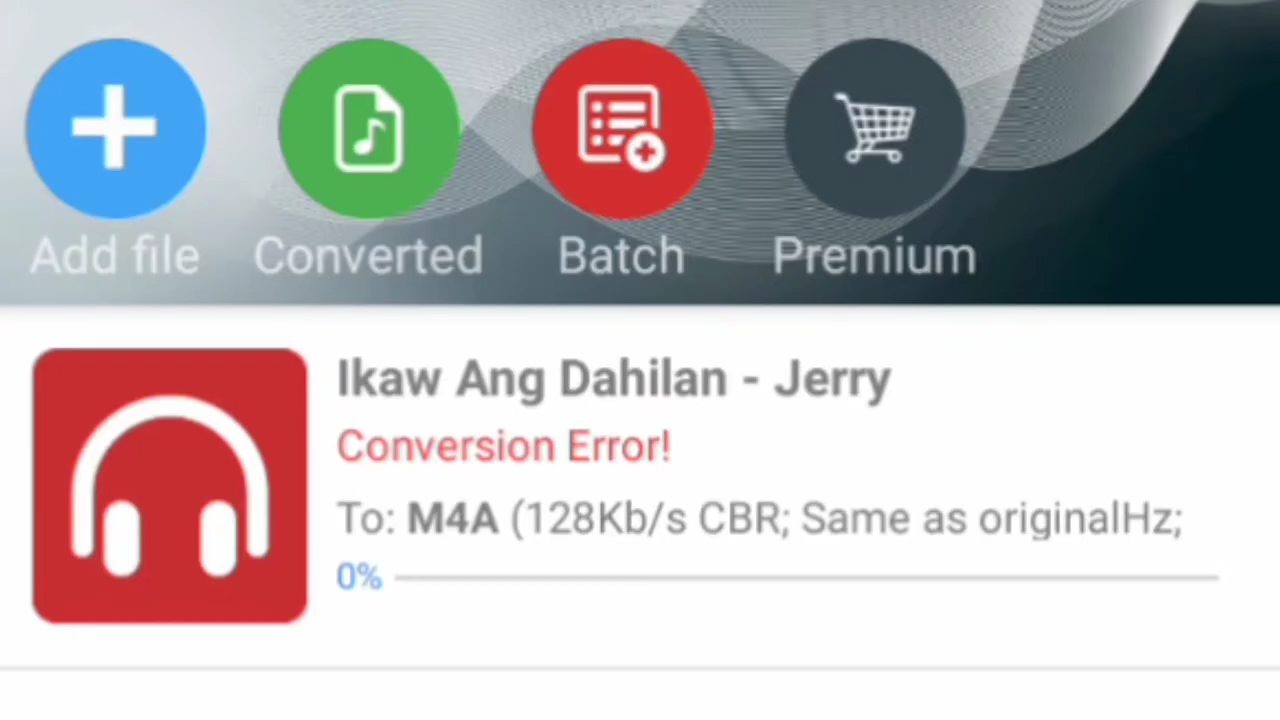 Add file
Converted
Batch
Premium
Ikaw Ang Dahilan - Jerry
Conversion Error!
To: M4A (128Kb/s CBR; Same as originalHz;
0%